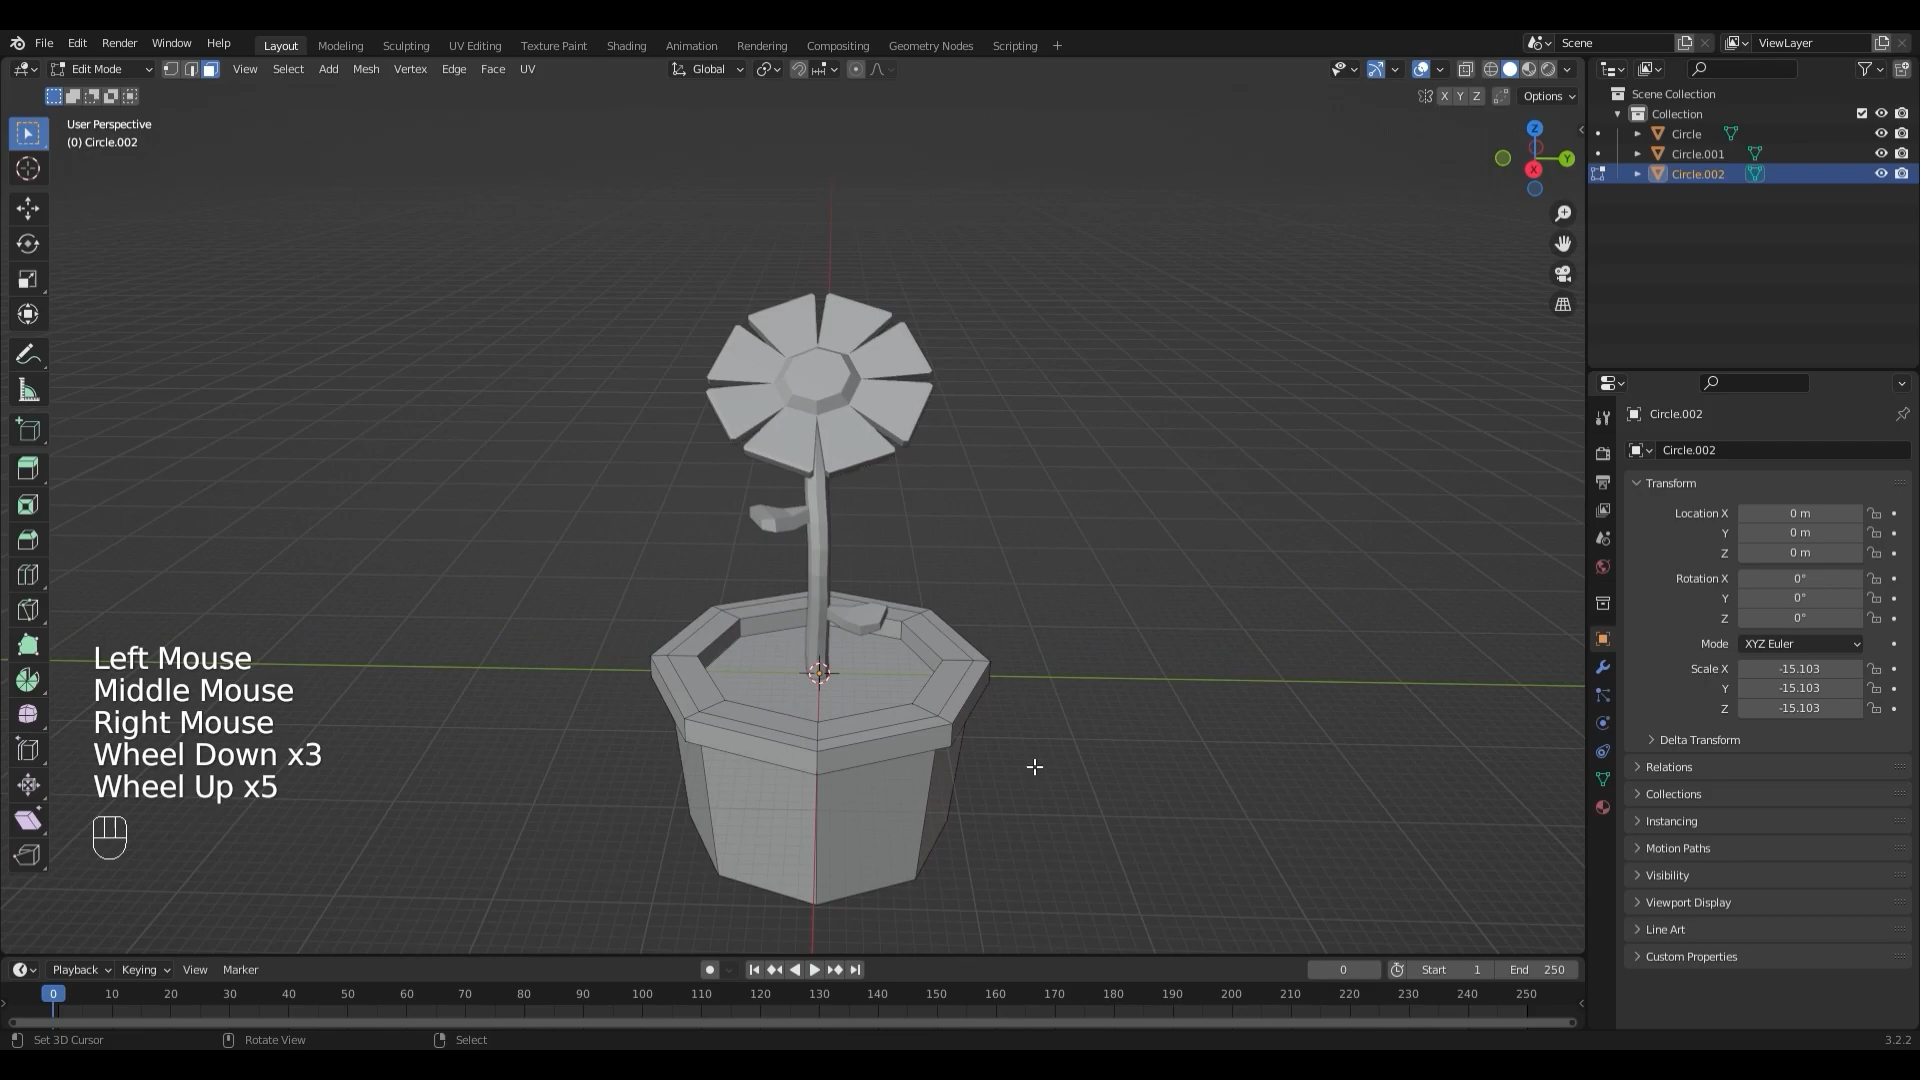 File Edit Render Window Help Layout Modeling Sculpting UV Editing Texture Paint Shading Animation Rendering Compositing Geometry Nodes Scripting + Scene ViewLayer
Edit Mode View Select Add Mesh Vertex Edge Face UV Global
X Y Z Options
User Perspective
(0) Circle.002
Z
Y
X
Scene Collection
Collection
Circle
Circle.001
Circle.002
Circle.002
Circle.002
Transform
Location X 0 m
Y 0 m
Z 0 m
Rotation X 0°
Y 0°
Z 0°
Mode XYZ Euler
Scale X -15.103
Y -15.103
Z -15.103
Delta Transform
Relations
Collections
Instancing
Motion Paths
Visibility
Viewport Display
Line Art
Custom Properties
Left Mouse
Middle Mouse
Right Mouse
Wheel Down x3
Wheel Up x5
Playback Keying View Marker 0 Start 1 End 250
0 10 20 30 40 50 60 70 80 90 100 110 120 130 140 150 160 170 180 190 200 210 220 230 240 250
Set 3D Cursor Rotate View Select 3.2.2